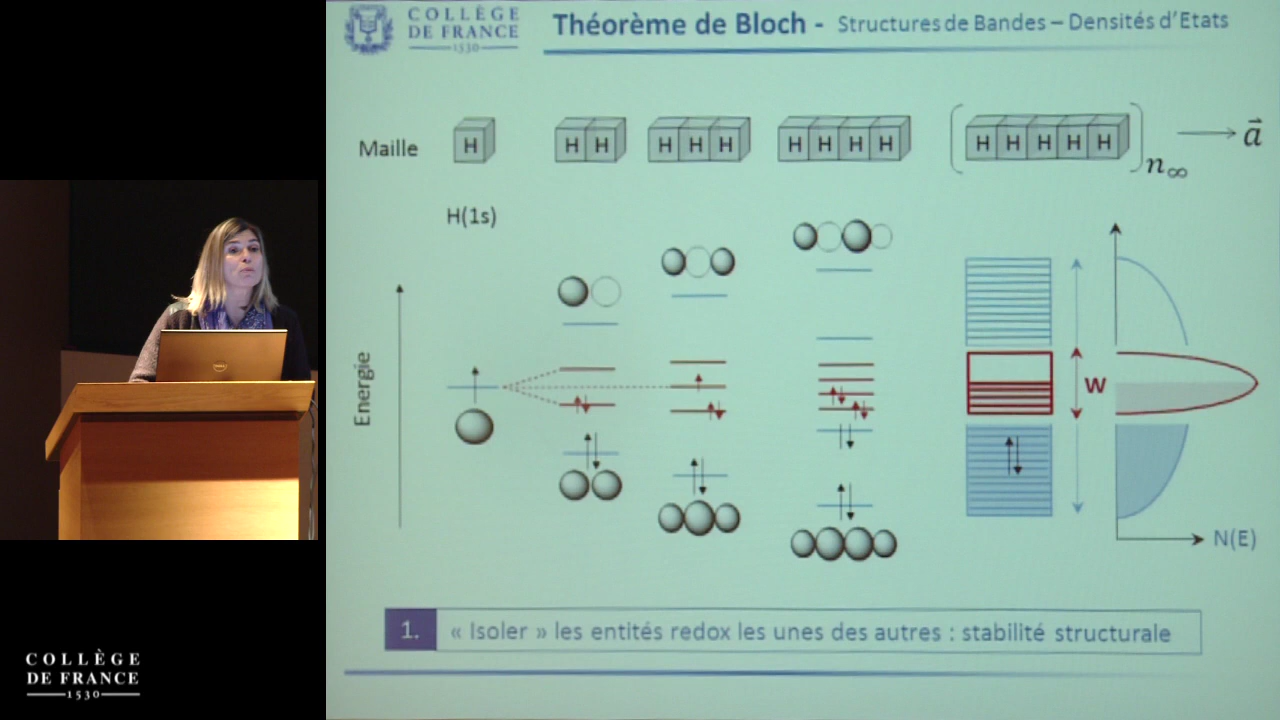 COLLÈGE
DE FRANCE
1530
Théorème de Bloch - Structures de Bandes – Densités d'Etats
Maille
H
H H
H H H
H H H H
H H H H H
n∞
a⃗
H(1s)
Energie
W
N(E)
1. « Isoler » les entités redox les unes des autres : stabilité structurale
DELL
COLLÈGE
DE FRANCE
1530